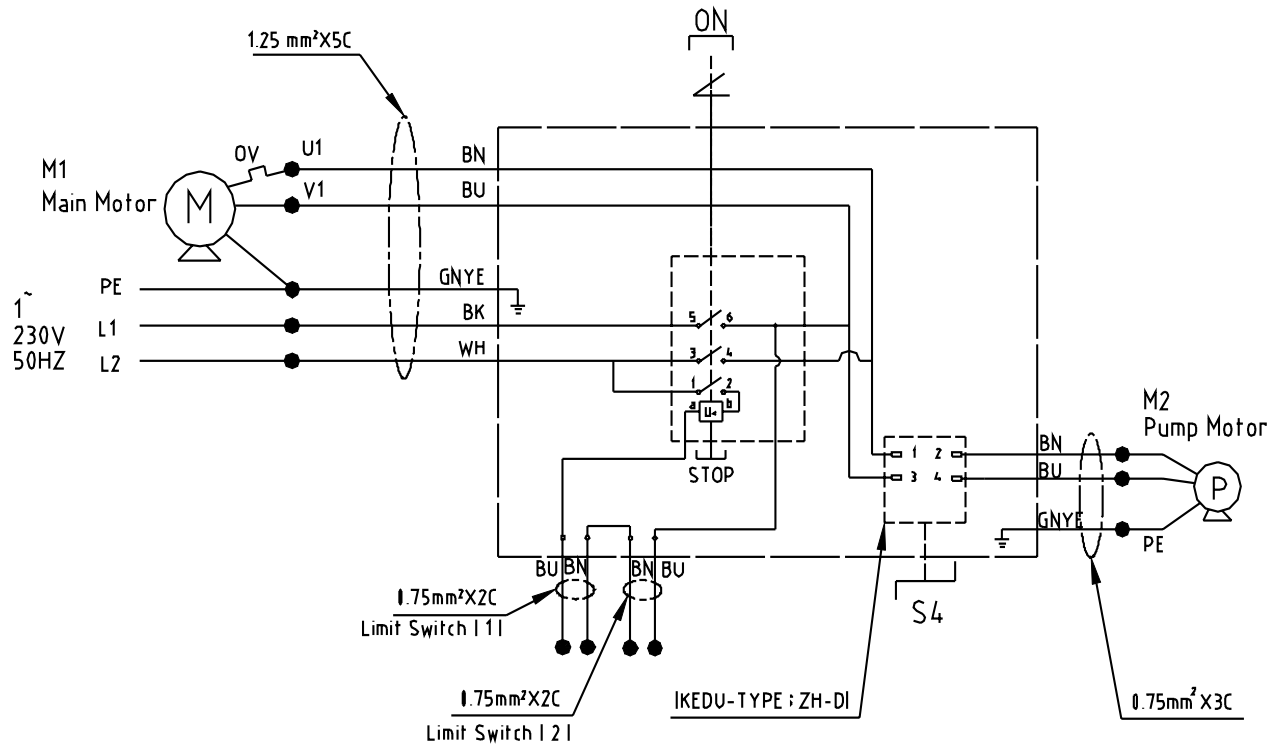 ON
1.25 mm²X5C
OV
U1
BN
M1
Main Motor
M
V1
BU
PE
GNYE
1~
230V
50HZ
L1
BK
L2
WH
5 6
3 4
1 2
a U< b
STOP
M2
Pump Motor
1 2
3 4
BN
BU
P
GNYE
PE
BU BN BN BU
0.75mm²X2C
Limit Switch |1|
S4
0.75mm²X2C
Limit Switch |2|
|KEDU-TYPE;ZH-D|
0.75mm²X3C